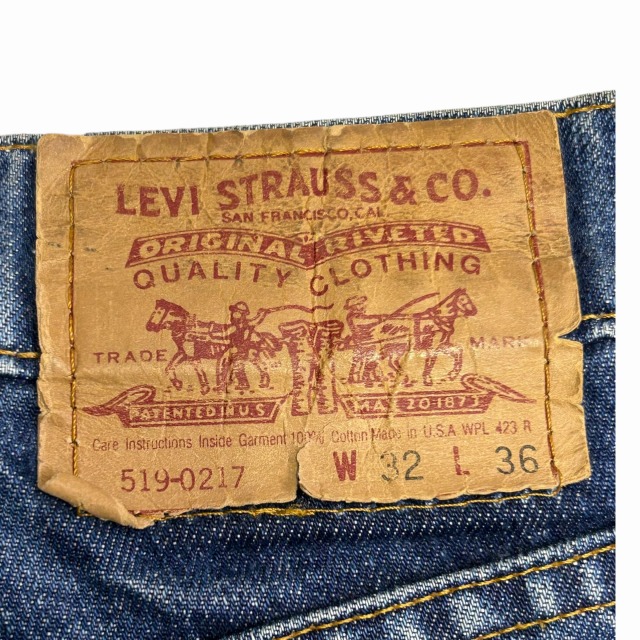 LEVI STRAUSS & CO.
SAN FRANCISCO, CAL.
ORIGINAL RIVETED
QUALITY CLOTHING
TRADE MARK
PATENTED IN U.S. MAY 20 1873
Care Instructions Inside Garment 100% Cotton Made in U.S.A WPL 423 R
519-0217 W 32 L 36